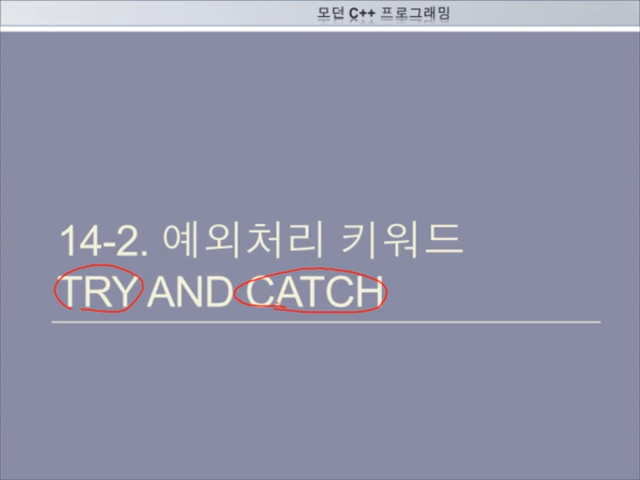 모던 C++ 프로그래밍
14-2. 예외처리 키워드
TRY AND CATCH